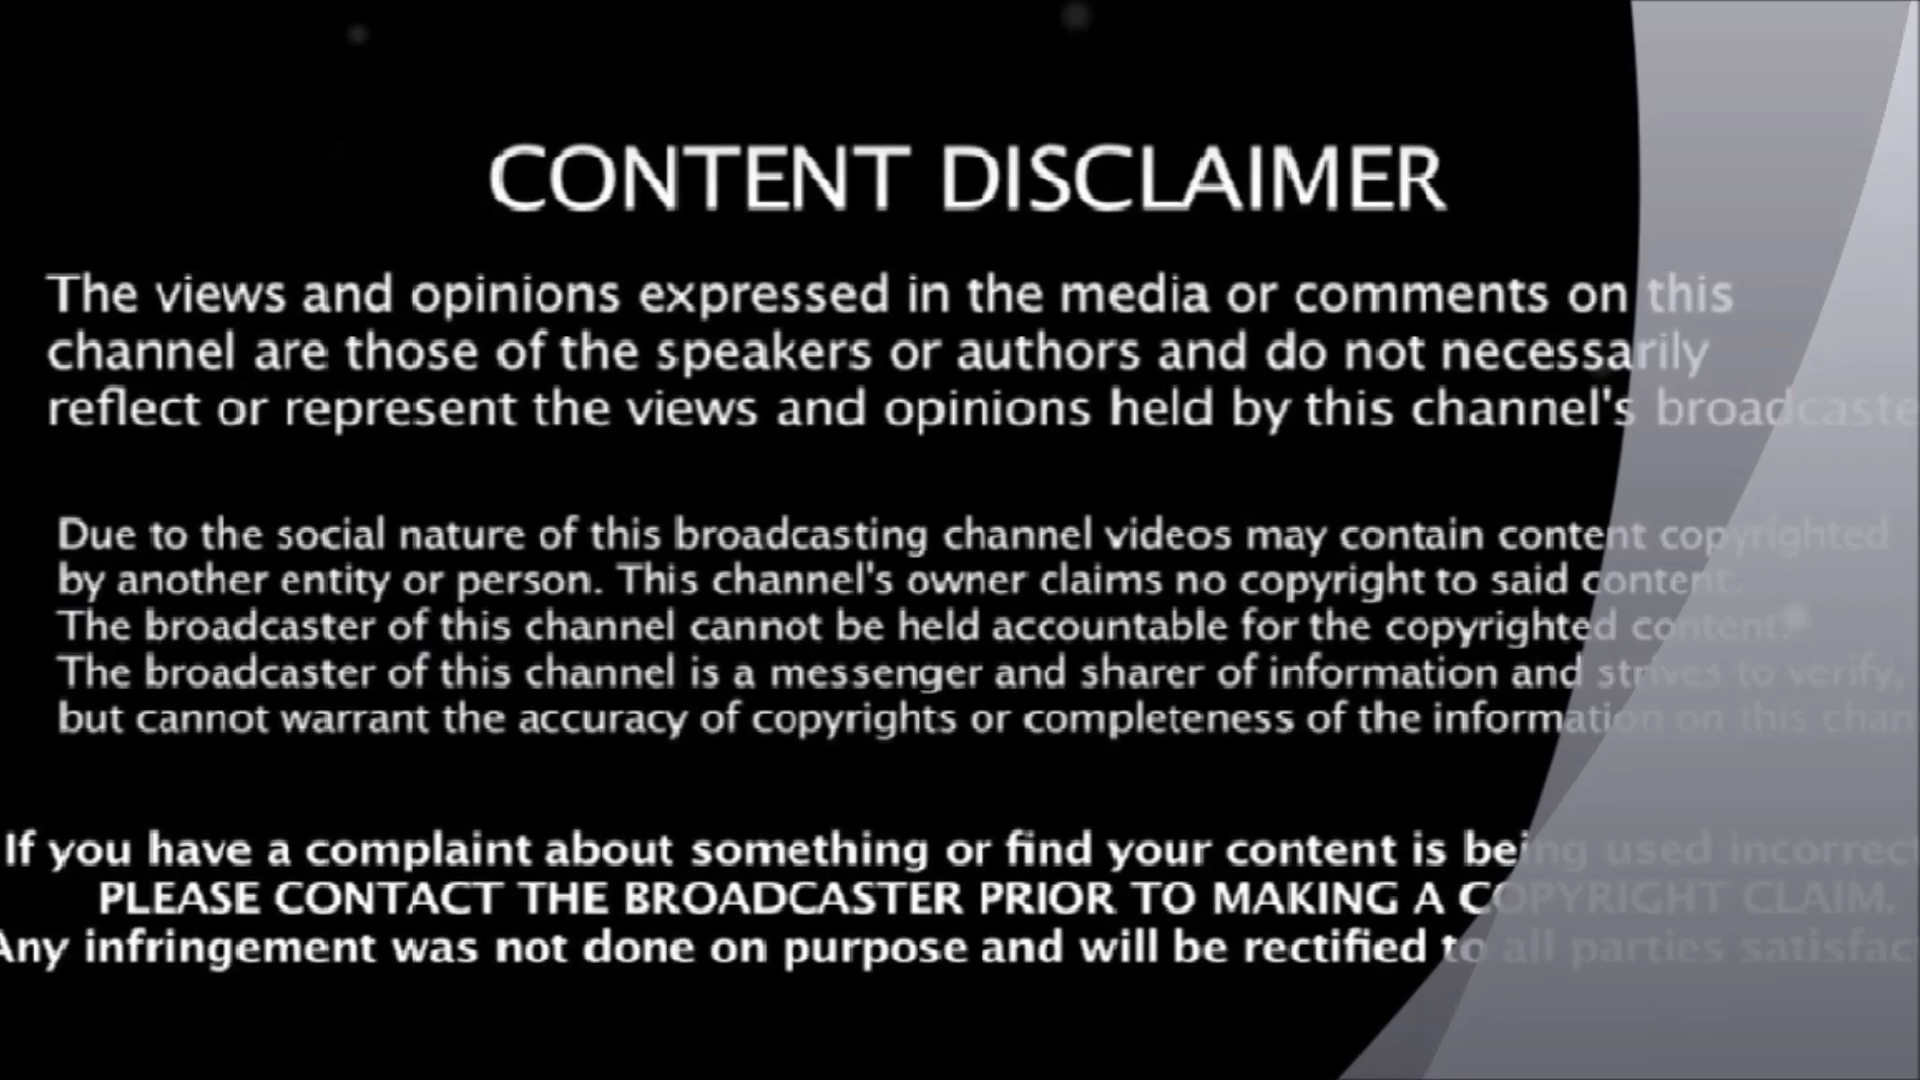 CONTENT DISCLAIMER
The views and opinions expressed in the media or comments on this
channel are those of the speakers or authors and do not necessarily
reflect or represent the views and opinions held by this channel's broadcaste
Due to the social nature of this broadcasting channel videos may contain content copyrighted
by another entity or person. This channel's owner claims no copyright to said content.
The broadcaster of this channel cannot be held accountable for the copyrighted content.
The broadcaster of this channel is a messenger and sharer of information and strives to verify,
but cannot warrant the accuracy of copyrights or completeness of the information on this chan
If you have a complaint about something or find your content is being used incorrec
PLEASE CONTACT THE BROADCASTER PRIOR TO MAKING A COPYRIGHT CLAIM.
Any infringement was not done on purpose and will be rectified to all parties satisfac